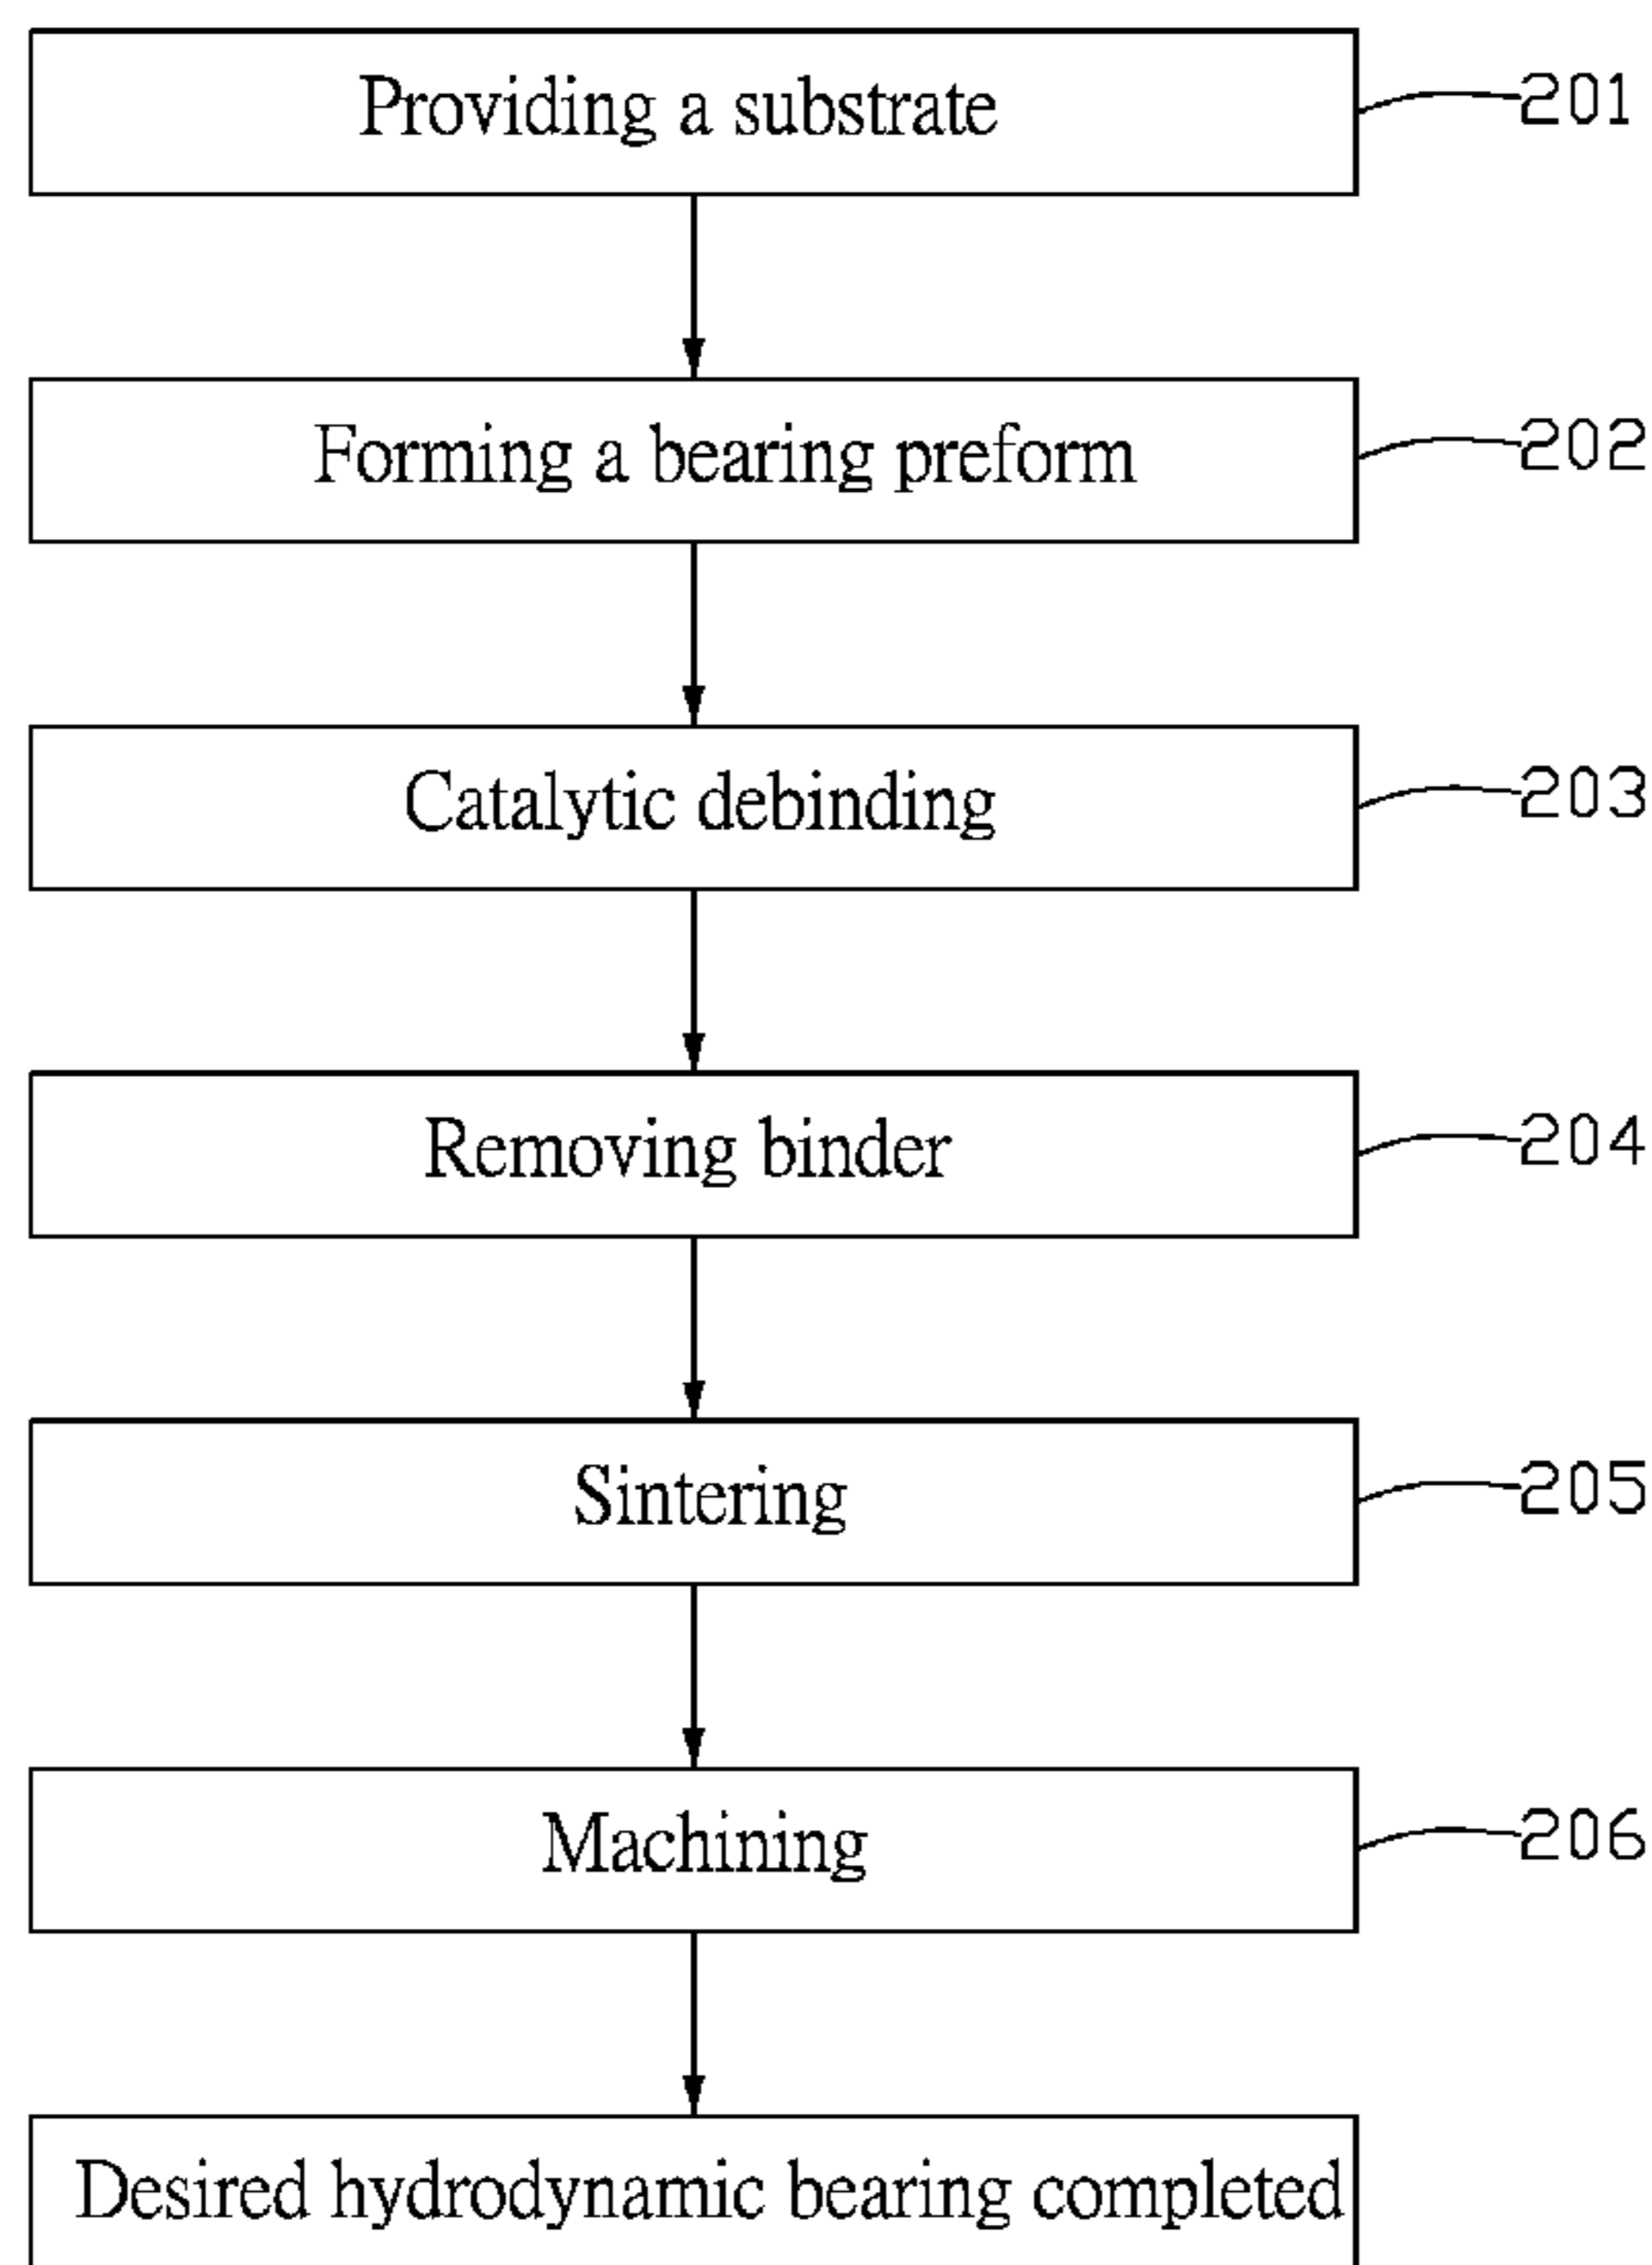 Providing a substrate 201
Forming a bearing preform 202
Catalytic debinding 203
Removing binder 204
Sintering 205
Machining 206
Desired hydrodynamic bearing completed